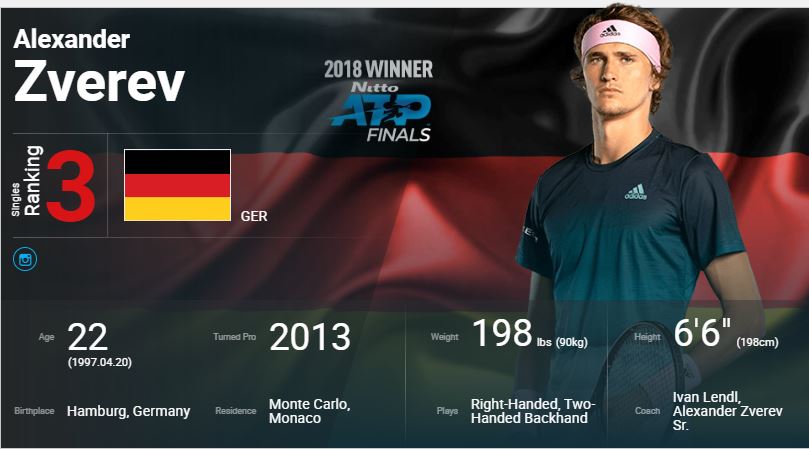 Alexander
Zverev
2018 WINNER
Nitto
ATP
FINALS
Singles
Ranking
3
GER
adidas
adidas
Age
22
(1997.04.20)
Turned Pro
2013
Weight
198 lbs (90kg)
Height
6'6" (198cm)
Birthplace
Hamburg, Germany
Residence
Monte Carlo,
Monaco
Plays
Right-Handed, Two-
Handed Backhand
Coach
Ivan Lendl,
Alexander Zverev
Sr.